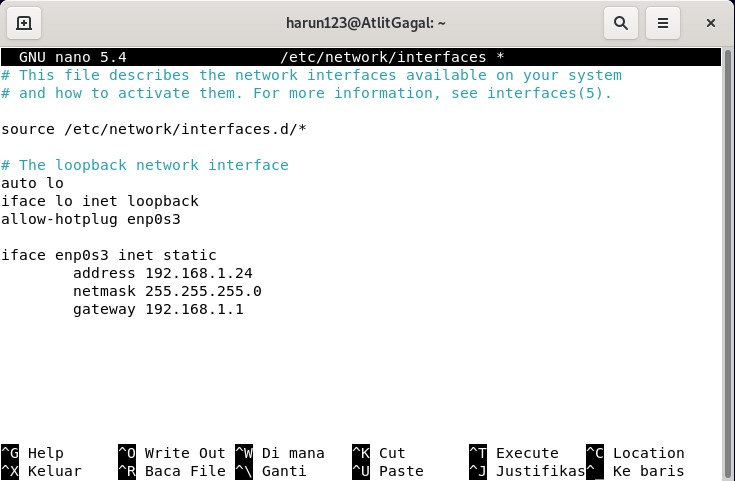 harun123@AtlitGagal: ~
GNU nano 5.4 /etc/network/interfaces *
# This file describes the network interfaces available on your system
# and how to activate them. For more information, see interfaces(5).
source /etc/network/interfaces.d/*
# The loopback network interface
auto lo
iface lo inet loopback
allow-hotplug enp0s3
iface enp0s3 inet static
address 192.168.1.24
netmask 255.255.255.0
gateway 192.168.1.1
^G Help ^O Write Out ^W Di mana ^K Cut ^T Execute ^C Location
^X Keluar ^R Baca File ^\ Ganti ^U Paste ^J Justifikas^_ Ke baris